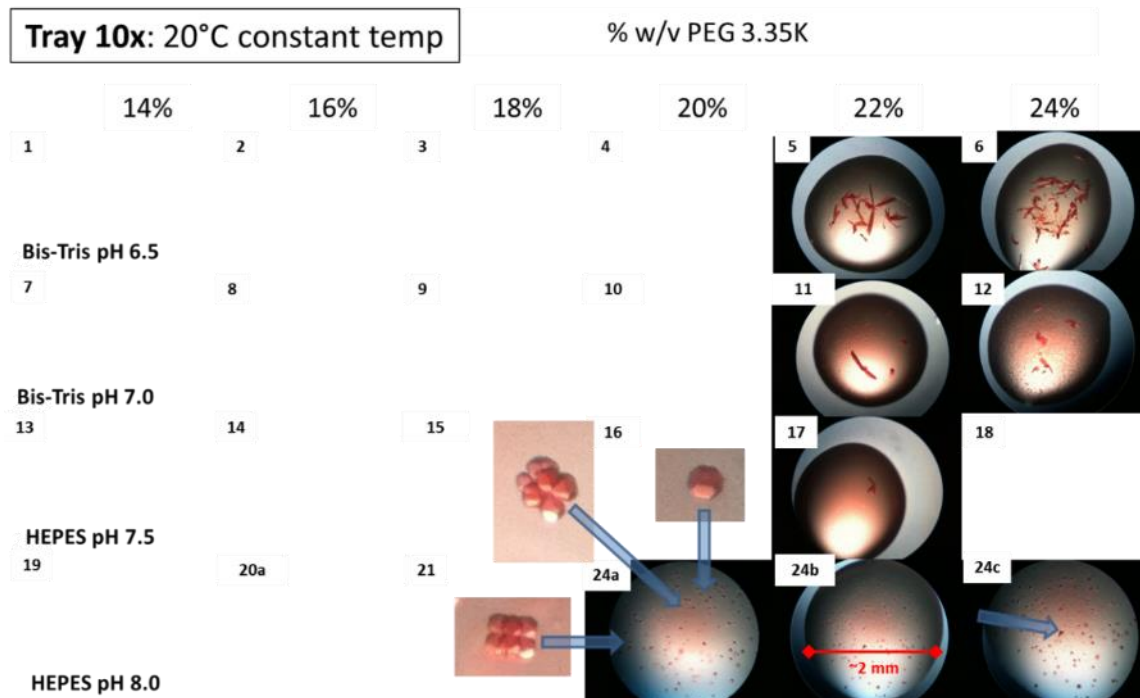 Tray 10x: 20°C constant temp
% w/v PEG 3.35K
14% 16% 18% 20% 22% 24%
1 2 3 4 5 6
Bis-Tris pH 6.5
7 8 9 10 11 12
Bis-Tris pH 7.0
13 14 15 16 17 18
HEPES pH 7.5
19 20a 21 24a 24b 24c
~2 mm
HEPES pH 8.0